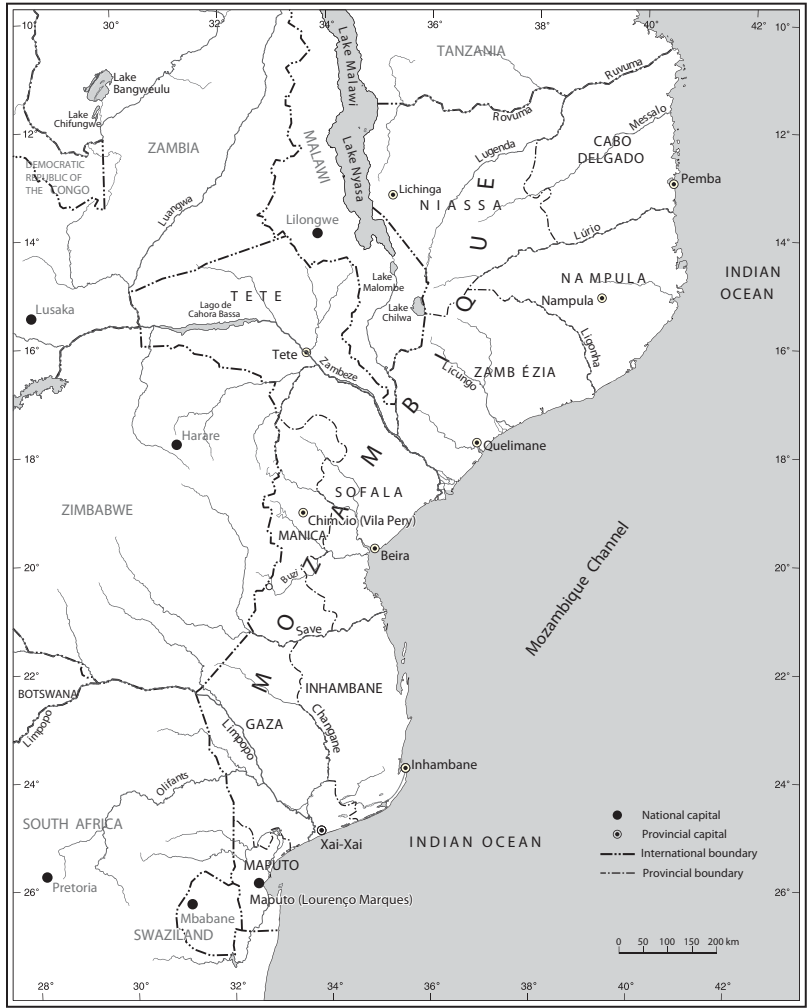 10° 30° 32° 34° 36° 38° 40° 10°
TANZANIA
Lake Malawi
Ruvuma
Lake
Bangweulu
Rovuma
Lake
Chifungwe
Messalo
12° 12°
ZAMBIA
MALAWI
Lake Nyasa
Lugenda
CABO
DELGADO
DEMOCRATIC
REPUBLIC OF
THE CONGO
Lichinga
Pemba
NIASSA
Luangwa
Lilongwe
Lúrio
14° 14°
Lake
Malombe
NAMPULA
INDIAN
OCEAN
TETE
Nampula
Lago de
Cahora Bassa
Lake
Chilwa
Lusaka
Ligonha
16° 16°
Tete
Zambeze
Licungo
ZAMB ÉZIA
Harare
Quelimane
18° 18°
SOFALA
ZIMBABWE
Chimoio (Vila Pery)
MANICA
Beira
20° 20°
Buzi
Mozambique Channel
MOZAMBIQUE
Save
22° 22°
BOTSWANA
INHAMBANE
Limpopo
GAZA
Limpopo
Changane
Inhambane
24° 24°
Olifants
SOUTH AFRICA
Xai-Xai
INDIAN OCEAN
National capital
Provincial capital
International boundary
Provincial boundary
MAPUTO
Pretoria
26° 26°
Maputo (Lourenço Marques)
Mbabane
SWAZILAND
0 50 100 150 200 km
28° 30° 32° 34° 36° 38° 40° 42°